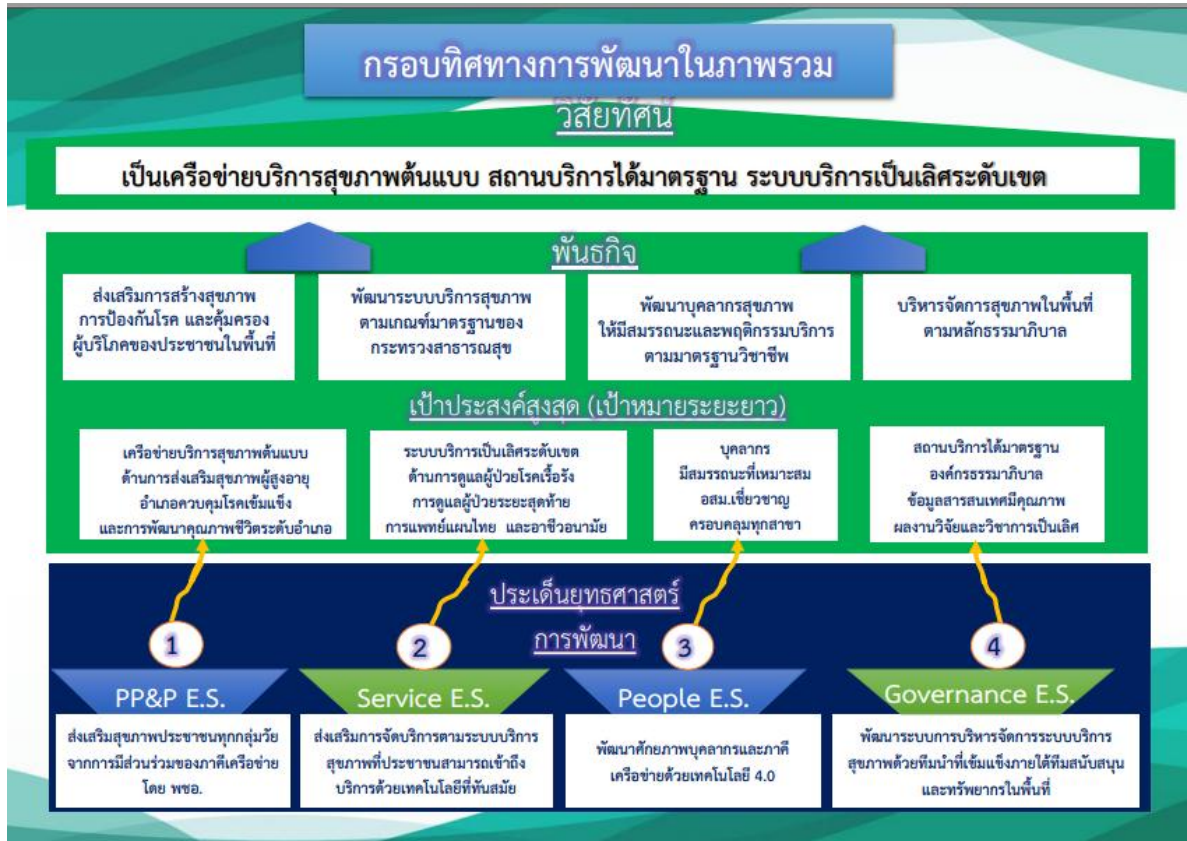 กรอบทิศทางการพัฒนาในภาพรวม
วิสัยทัศน์
เป็นเครือข่ายบริการสุขภาพต้นแบบ สถานบริการได้มาตรฐาน ระบบบริการเป็นเลิศระดับเขต
พันธกิจ
ส่งเสริมการสร้างสุขภาพ
การป้องกันโรค และคุ้มครอง
ผู้บริโภคของประชาชนในพื้นที่
พัฒนาระบบบริการสุขภาพ
ตามเกณฑ์มาตรฐานของ
กระทรวงสาธารณสุข
พัฒนาบุคลากรสุขภาพ
ให้มีสมรรถนะและพฤติกรรมบริการ
ตามมาตรฐานวิชาชีพ
บริหารจัดการสุขภาพในพื้นที่
ตามหลักธรรมาภิบาล
เป้าประสงค์สูงสุด (เป้าหมายระยะยาว)
เครือข่ายบริการสุขภาพต้นแบบ
ด้านการส่งเสริมสุขภาพผู้สูงอายุ
อำเภอควบคุมโรคเข้มแข็ง
และการพัฒนาคุณภาพชีวิตระดับอำเภอ
ระบบบริการเป็นเลิศระดับเขต
ด้านการดูแลผู้ป่วยโรคเรื้อรัง
การดูแลผู้ป่วยระยะสุดท้าย
การแพทย์แผนไทย และอาชีวอนามัย
บุคลากร
มีสมรรถนะที่เหมาะสม
อสม.เชี่ยวชาญ
ครอบคลุมทุกสาขา
สถานบริการได้มาตรฐาน
องค์กรธรรมาภิบาล
ข้อมูลสารสนเทศมีคุณภาพ
ผลงานวิจัยและวิชาการเป็นเลิศ
ประเด็นยุทธศาสตร์
การพัฒนา
1
PP&P E.S.
ส่งเสริมสุขภาพประชาชนทุกกลุ่มวัย
จากการมีส่วนร่วมของภาคีเครือข่าย
โดย พชอ.
2
Service E.S.
ส่งเสริมการจัดบริการตามระบบบริการ
สุขภาพที่ประชาชนสามารถเข้าถึง
บริการด้วยเทคโนโลยีที่ทันสมัย
3
People E.S.
พัฒนาศักยภาพบุคลากรและภาคี
เครือข่ายด้วยเทคโนโลยี 4.0
4
Governance E.S.
พัฒนาระบบการบริหารจัดการระบบบริการ
สุขภาพด้วยทีมนำที่เข้มแข็งภายใต้ทีมสนับสนุน
และทรัพยากรในพื้นที่